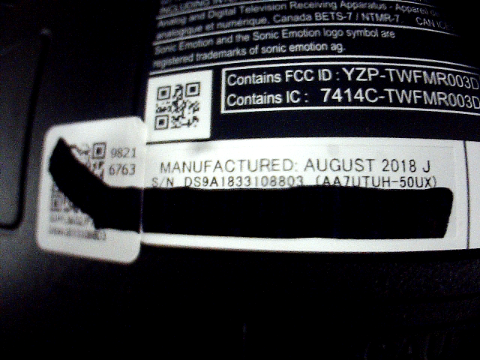 Analog and Digital Television Receiving Apparatus - Appareil
analogique et numérique, Canada BETS-7 / NTMR-7. CAN IC
Sonic Emotion and the Sonic Emotion logo symbol are
registered trademarks of sonic emotion ag.
Contains FCC ID : YZP-TWFMR003D
Contains IC : 7414C-TWFMR003D
9821
6763
MANUFACTURED: AUGUST 2018 J
S/N DS9A1833108803 (AA7UTUH-50UX)